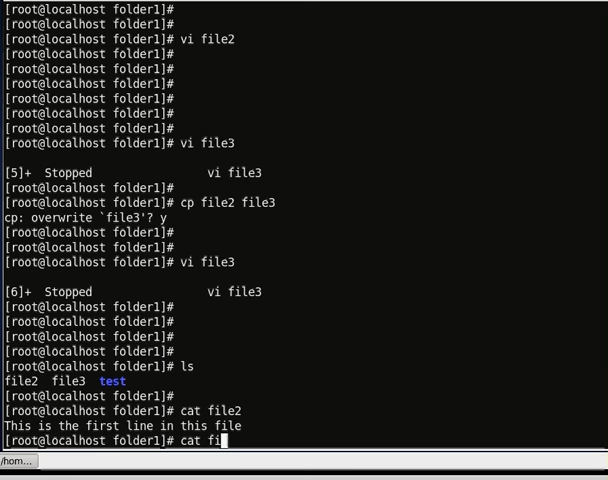 [root@localhost folder1]#
[root@localhost folder1]#
[root@localhost folder1]# vi file2
[root@localhost folder1]#
[root@localhost folder1]#
[root@localhost folder1]#
[root@localhost folder1]#
[root@localhost folder1]#
[root@localhost folder1]#
[root@localhost folder1]# vi file3
[5]+  Stopped                 vi file3
[root@localhost folder1]#
[root@localhost folder1]# cp file2 file3
cp: overwrite `file3'? y
[root@localhost folder1]#
[root@localhost folder1]#
[root@localhost folder1]# vi file3
[6]+  Stopped                 vi file3
[root@localhost folder1]#
[root@localhost folder1]#
[root@localhost folder1]#
[root@localhost folder1]#
[root@localhost folder1]# ls
file2  file3  test
[root@localhost folder1]#
[root@localhost folder1]# cat file2
This is the first line in this file
[root@localhost folder1]# cat fi
/hom...